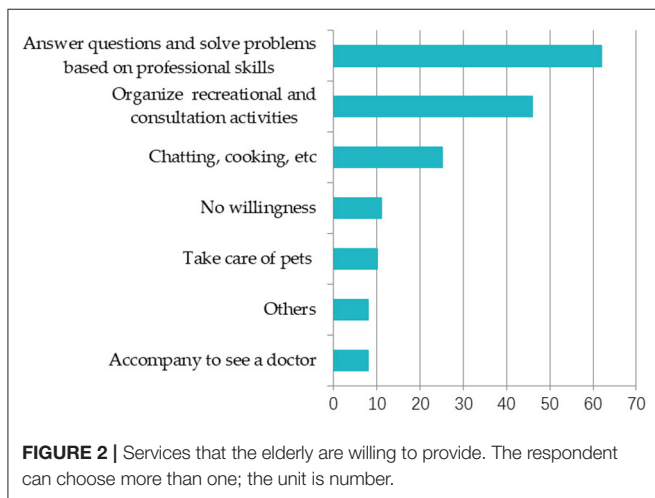 Answer questions and solve problems
based on professional skills
Organize recreational and
consultation activities
Chatting, cooking, etc
No willingness
Take care of pets
Others
Accompany to see a doctor
0 10 20 30 40 50 60 70
FIGURE 2 | Services that the elderly are willing to provide. The respondent
can choose more than one; the unit is number.